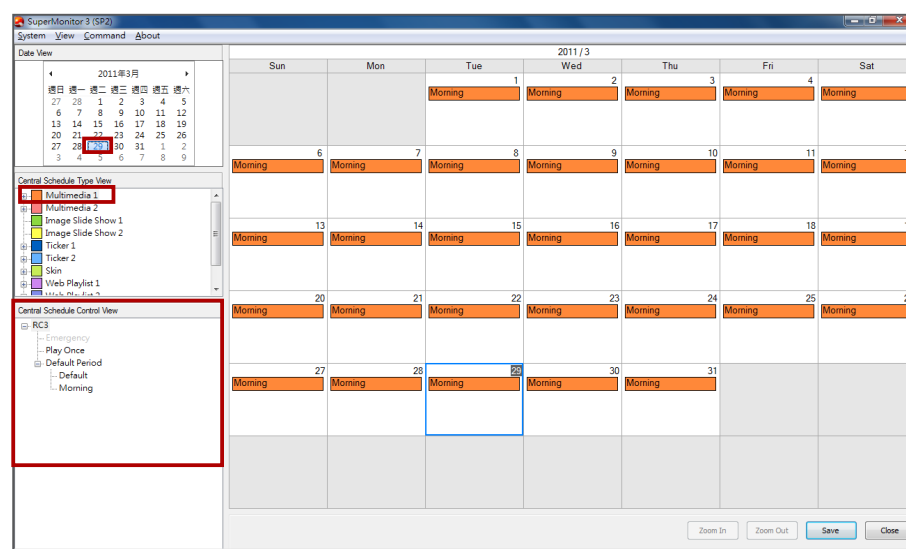 SuperMonitor 3 (SP2)
System View Command About
Date View
2011年3月
週日 週一 週二 週三 週四 週五 週六
27 28 1 2 3 4 5
6 7 8 9 10 11 12
13 14 15 16 17 18 19
20 21 22 23 24 25 26
27 28 29 30 31 1 2
3 4 5 6 7 8 9
Central Schedule Type View
Multimedia 1
Multimedia 2
Image Slide Show 1
Image Slide Show 2
Ticker 1
Ticker 2
Skin
Web Playlist 1
Web Playlist 2
Central Schedule Control View
RC3
Emergency
Play Once
Default Period
Default
Morning
2011 / 3
Sun Mon Tue Wed Thu Fri Sat
1 2 3 4
Morning Morning Morning Morning Morning
6 7 8 9 10 11
Morning Morning Morning Morning Morning Morning Morning
13 14 15 16 17 18
Morning Morning Morning Morning Morning Morning Morning
20 21 22 23 24 25
Morning Morning Morning Morning Morning Morning Morning
27 28 29 30 31
Morning Morning Morning Morning Morning
Zoom In Zoom Out Save Close